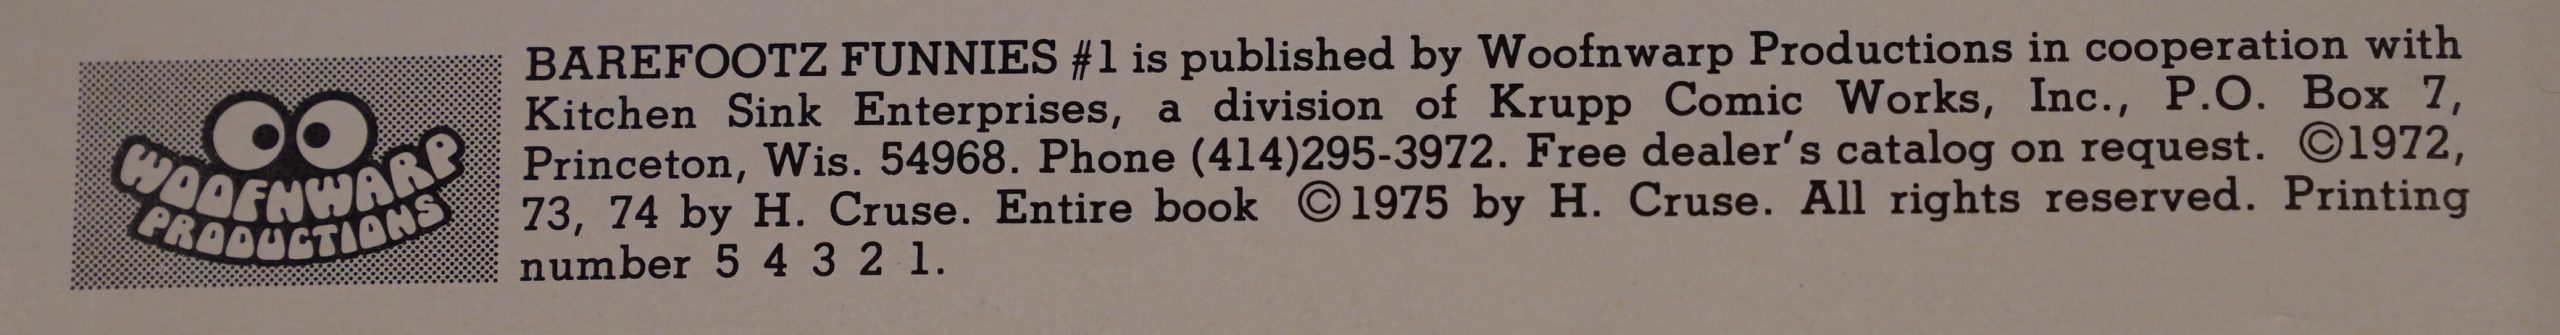 WOOFNWARP
PRODUCTIONS
BAREFOOTZ FUNNIES #1 is published by Woofnwarp Productions in cooperation with
Kitchen Sink Enterprises, a division of Krupp Comic Works, Inc., P.O. Box 7,
Princeton, Wis. 54968. Phone (414)295-3972. Free dealer's catalog on request. ©1972,
73, 74 by H. Cruse. Entire book ©1975 by H. Cruse. All rights reserved. Printing
number 5 4 3 2 1.